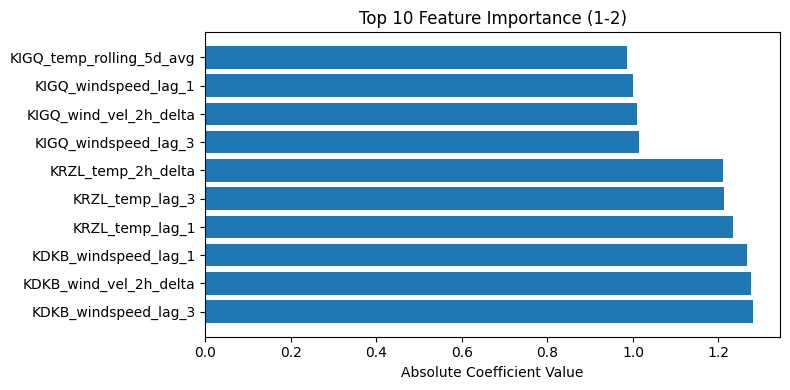 Top 10 Feature Importance (1-2)
KIGQ_temp_rolling_5d_avg
KIGQ_windspeed_lag_1
KIGQ_wind_vel_2h_delta
KIGQ_windspeed_lag_3
KRZL_temp_2h_delta
KRZL_temp_lag_3
KRZL_temp_lag_1
KDKB_windspeed_lag_1
KDKB_wind_vel_2h_delta
KDKB_windspeed_lag_3
0.0 0.2 0.4 0.6 0.8 1.0 1.2
Absolute Coefficient Value